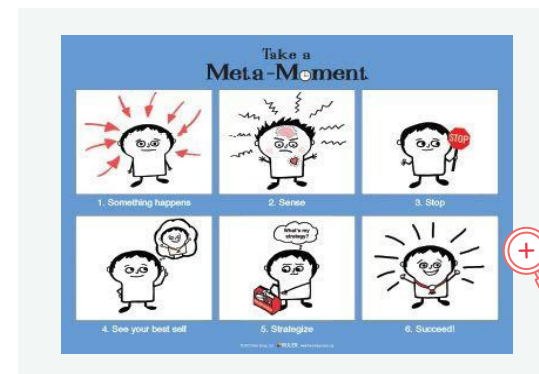 Take a
Meta-Moment
1. Something happens
2. Sense
STOP
3. Stop
4. See your best self
What's my
strategy?
5. Strategize
6. Succeed!
RULER